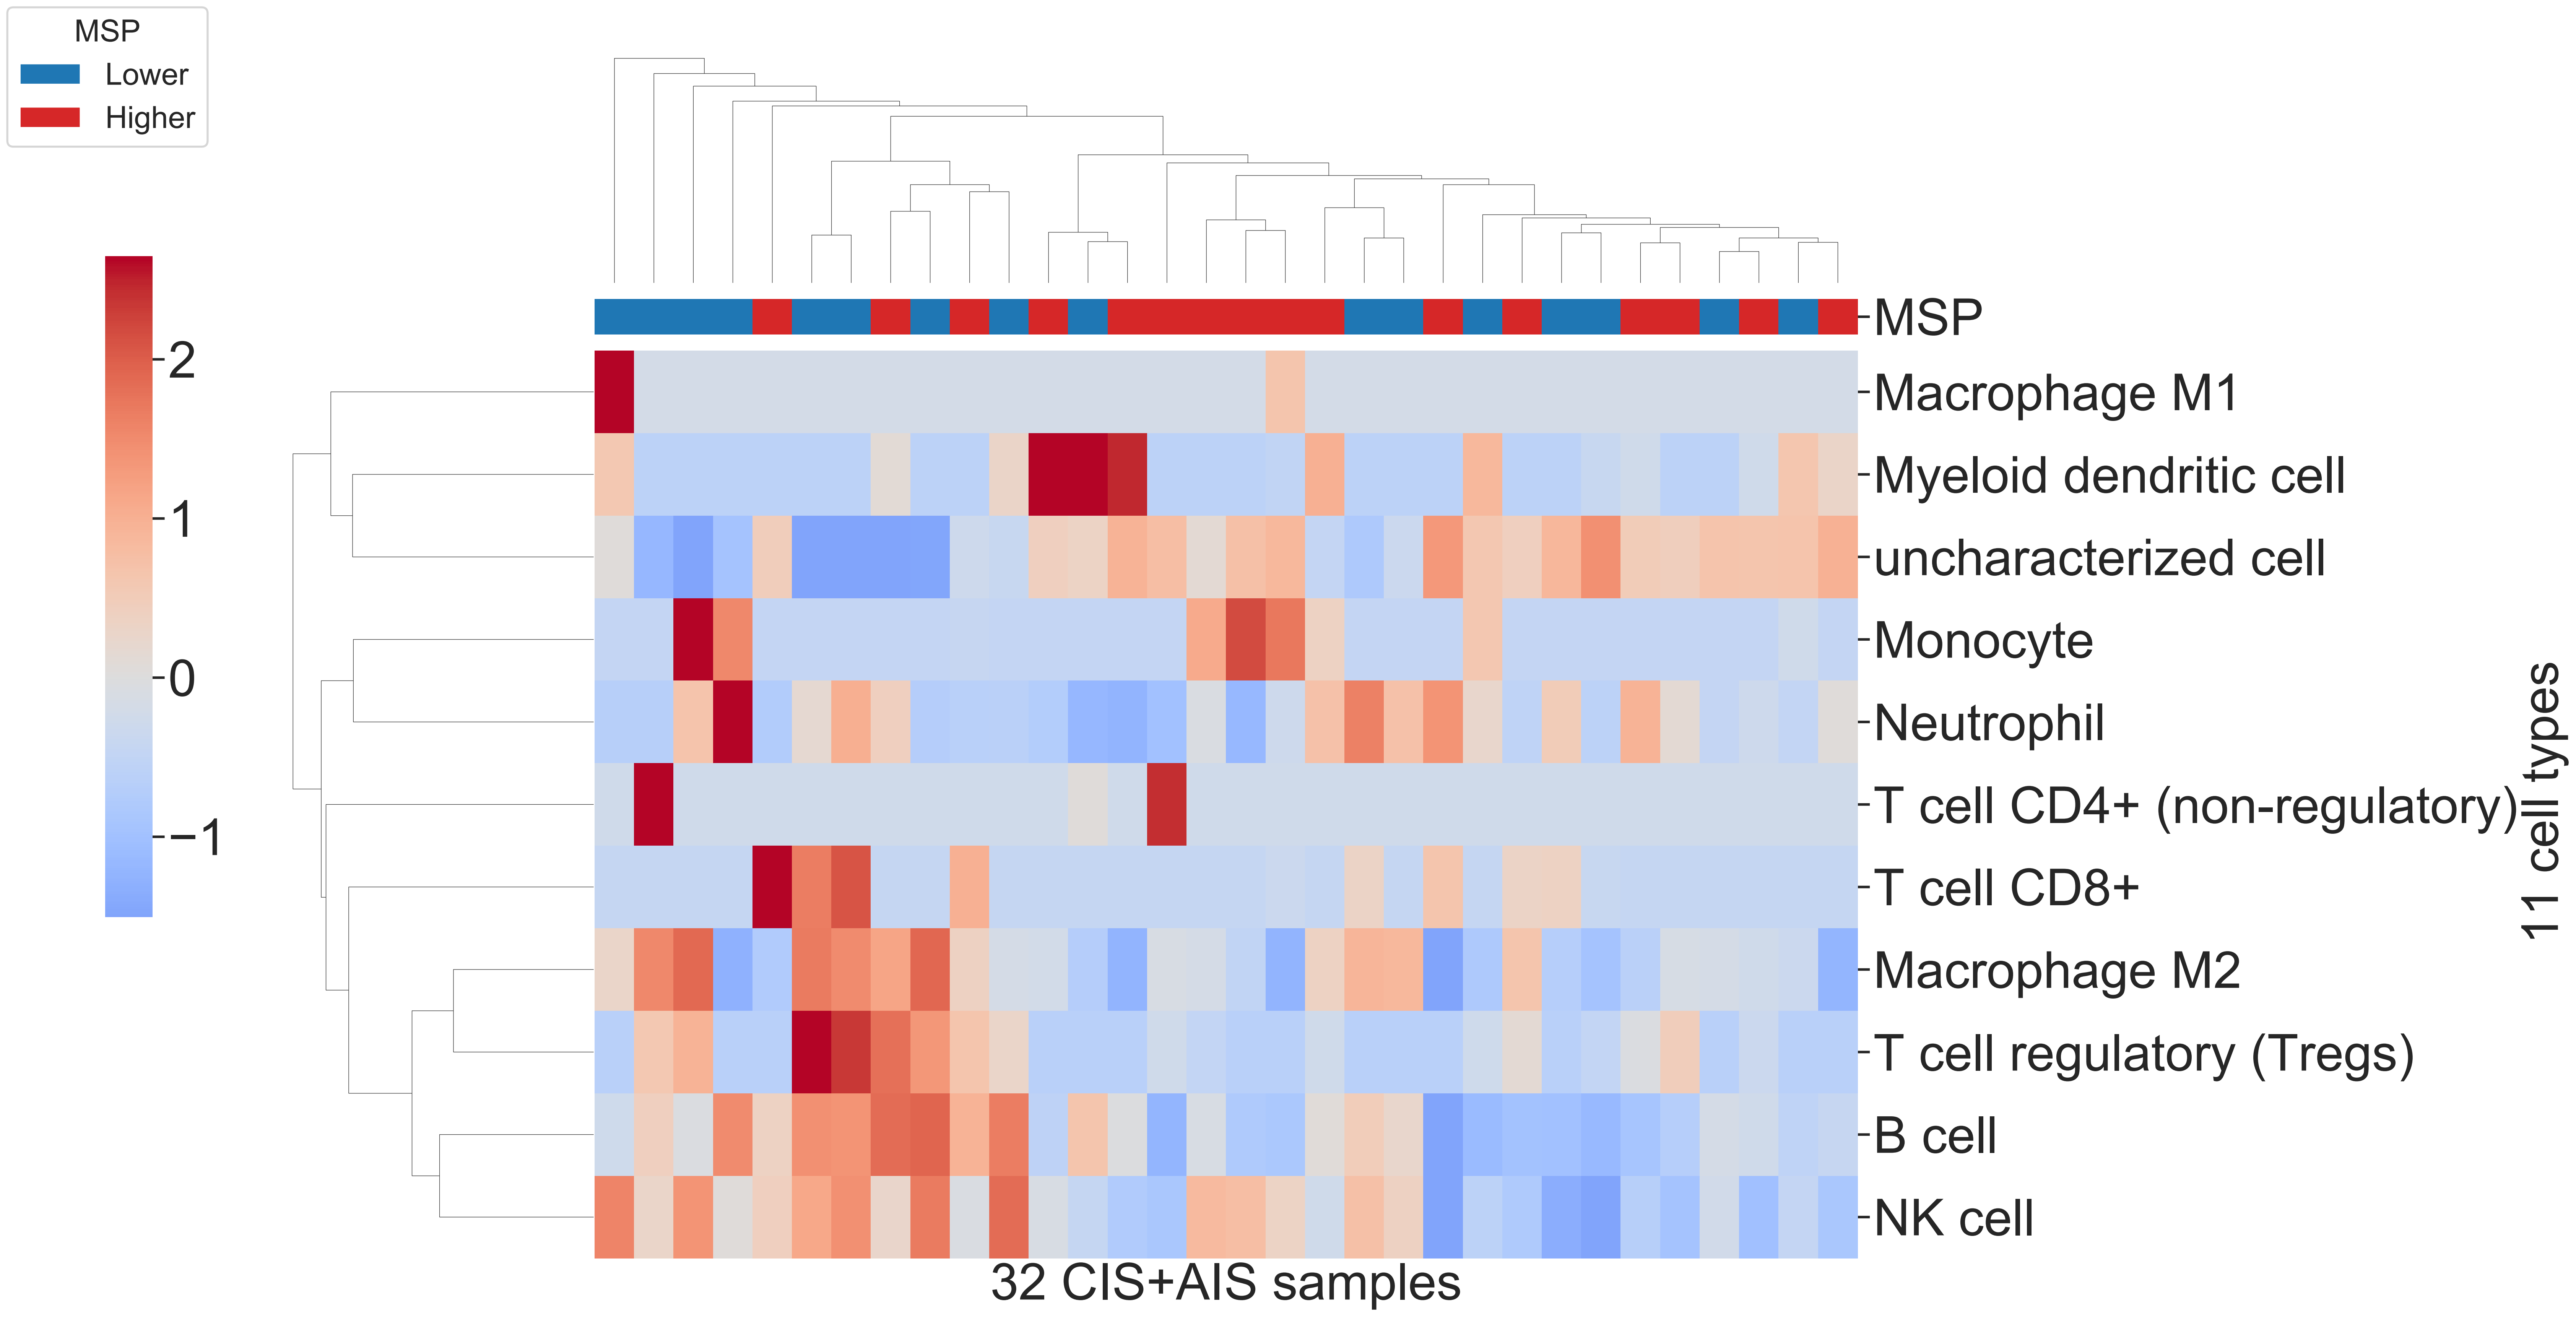 MSP
Lower
Higher
2
1
0
−1
MSP
Macrophage M1
Myeloid dendritic cell
uncharacterized cell
Monocyte
Neutrophil
T cell CD4+ (non-regulatory)
T cell CD8+
Macrophage M2
T cell regulatory (Tregs)
B cell
NK cell
11 cell types
32 CIS+AIS samples